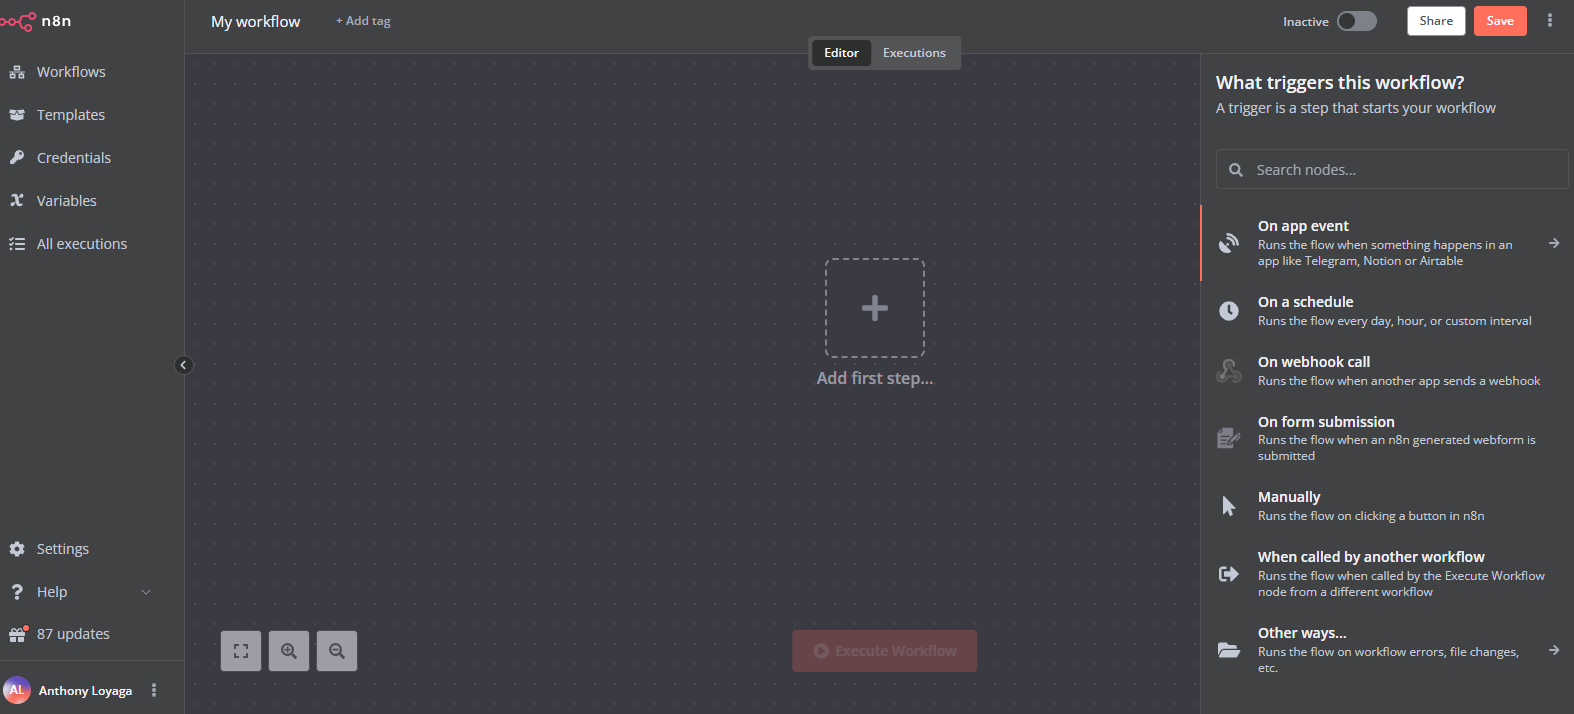 n8n
My workflow
+ Add tag
Inactive
Share
Save
Editor
Executions
Workflows
Templates
Credentials
Variables
All executions
Add first step...
What triggers this workflow?
A trigger is a step that starts your workflow
Search nodes...
On app event
Runs the flow when something happens in an
app like Telegram, Notion or Airtable
On a schedule
Runs the flow every day, hour, or custom interval
On webhook call
Runs the flow when another app sends a webhook
On form submission
Runs the flow when an n8n generated webform is
submitted
Manually
Runs the flow on clicking a button in n8n
When called by another workflow
Runs the flow when called by the Execute Workflow
node from a different workflow
Other ways...
Runs the flow on workflow errors, file changes,
etc.
Settings
Help
87 updates
AL Anthony Loyaga
Execute Workflow